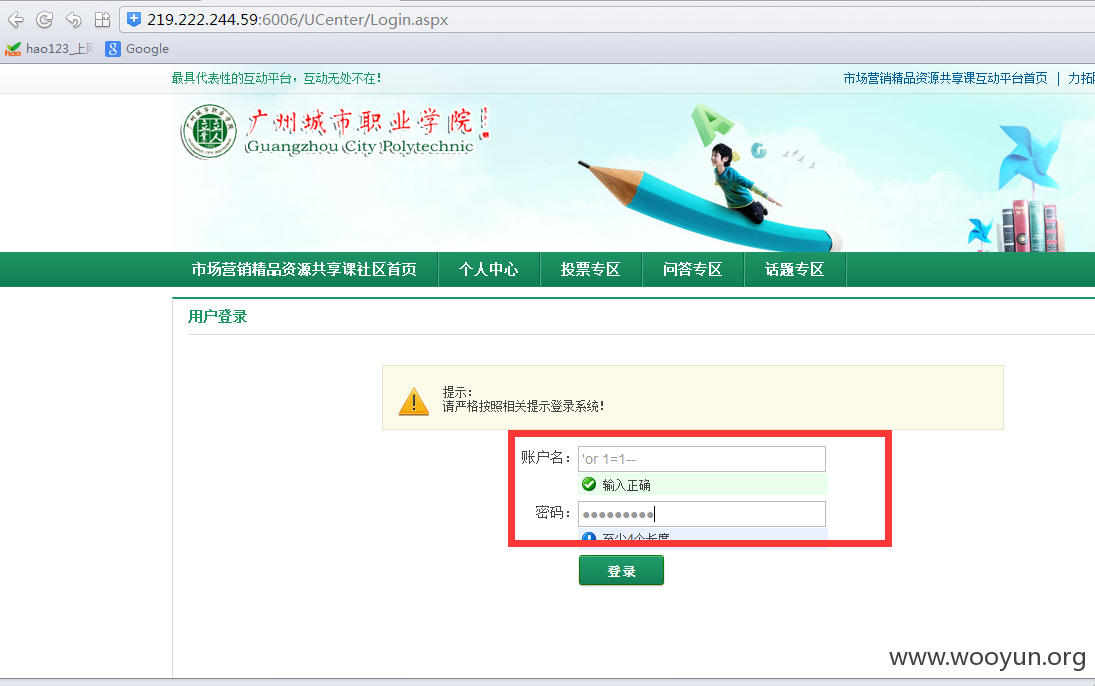 219.222.244.59:6006/UCenter/Login.aspx
hao123_上网 Google
最具代表性的互动平台，互动无处不在！ 市场营销精品资源共享课互动平台首页 | 力拓
广州城市职业学院
Guangzhou City Polytechnic
市场营销精品资源共享课社区首页 个人中心 投票专区 问答专区 话题专区
用户登录
提示：
请严格按照相关提示登录系统！
账户名： 'or 1=1--
输入正确
密码： ●●●●●●●●●
至少4个长度
登录
www.wooyun.org